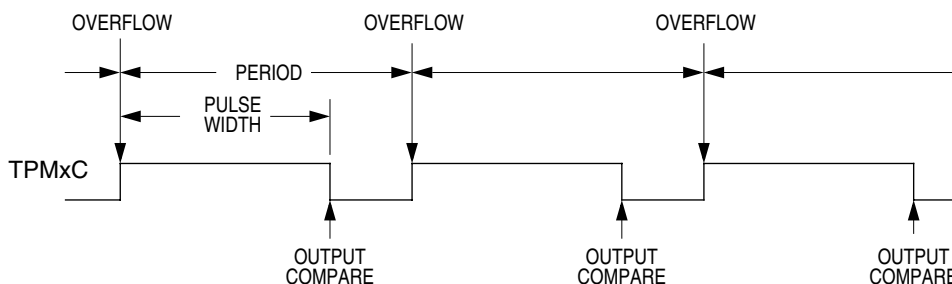 OVERFLOW OVERFLOW OVERFLOW
PERIOD
PULSE
WIDTH
TPMxC
OUTPUT
COMPARE
OUTPUT
COMPARE
OUTPUT
COMPARE